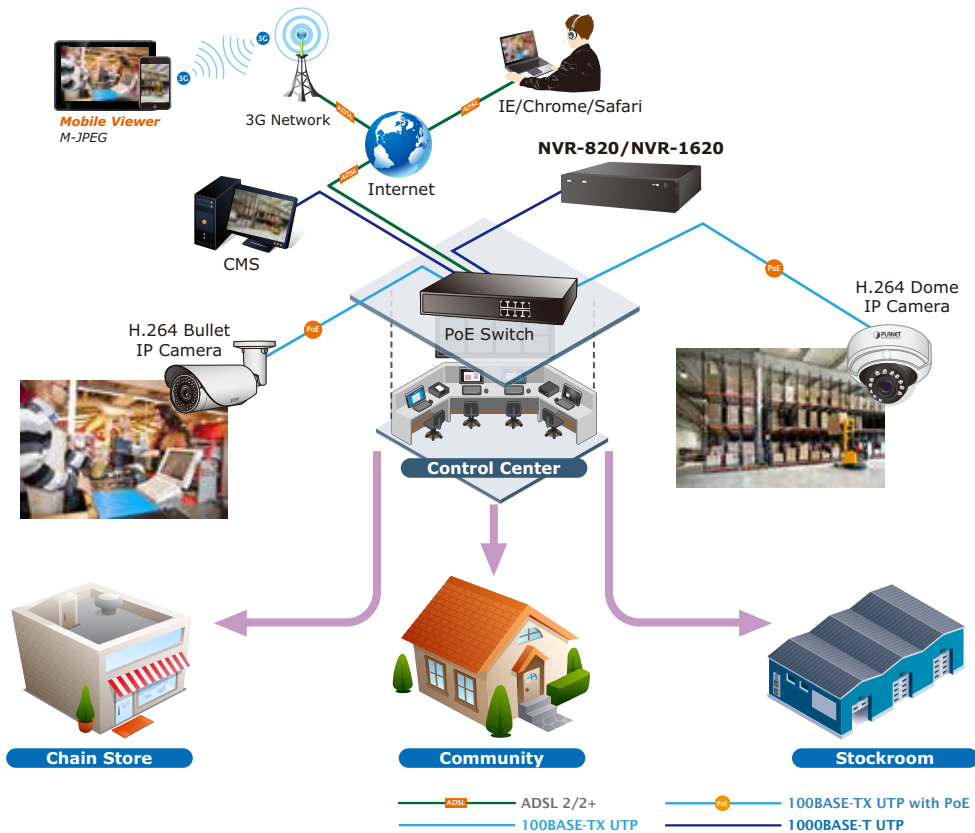 3G
3G
Mobile Viewer
M-JPEG
3G Network
ADSL
ADSL
IE/Chrome/Safari
ADSL
Internet
NVR-820/NVR-1620
CMS
PoE
H.264 Dome
IP Camera
PLANET
H.264 Bullet
IP Camera
PoE
PoE Switch
Control Center
Chain Store
Community
Stockroom
ADSL
ADSL 2/2+
PoE
100BASE-TX UTP with PoE
100BASE-TX UTP
1000BASE-T UTP